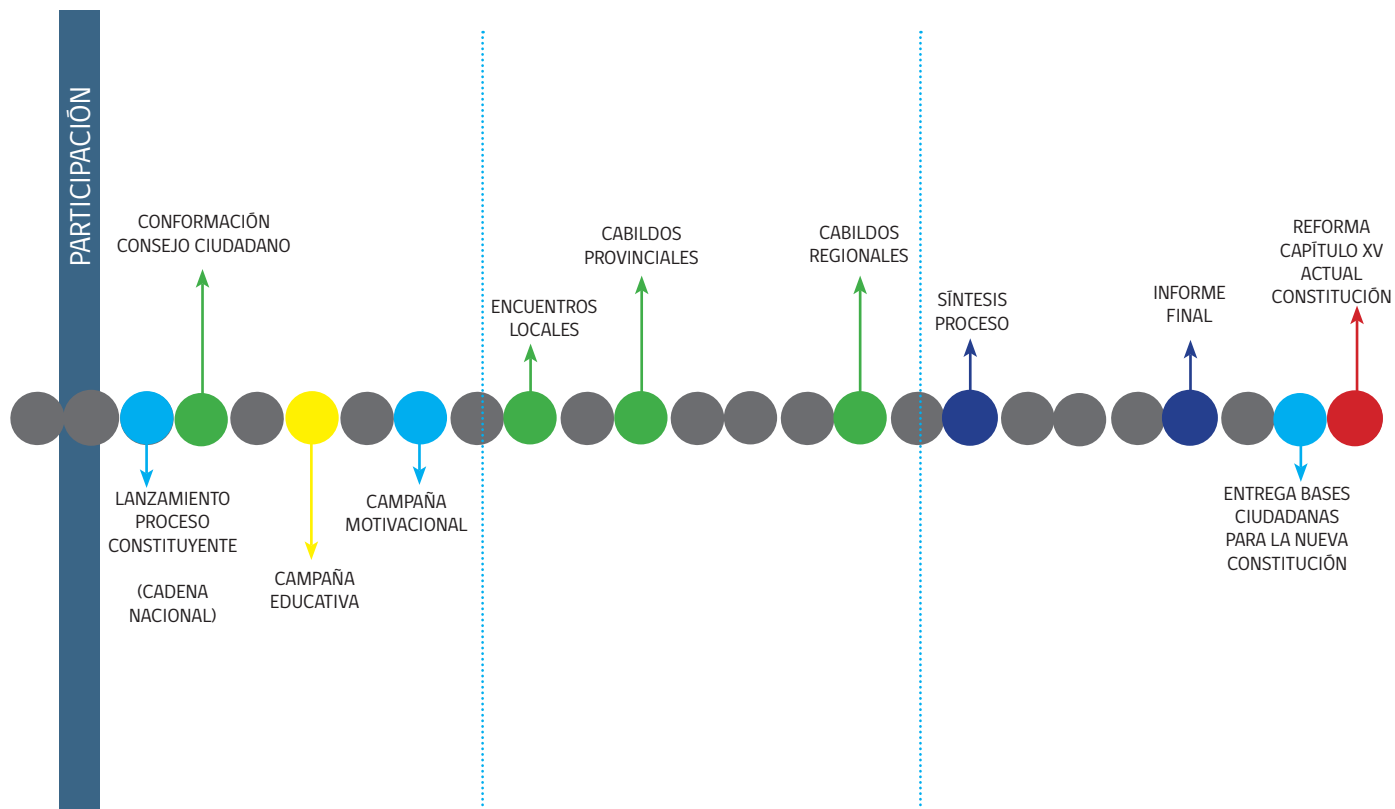 PARTICIPACIÓN
CONFORMACIÓN
CONSEJO CIUDADANO
LANZAMIENTO
PROCESO
CONSTITUYENTE
(CADENA
NACIONAL)
CAMPAÑA
EDUCATIVA
CAMPAÑA
MOTIVACIONAL
ENCUENTROS
LOCALES
CABILDOS
PROVINCIALES
CABILDOS
REGIONALES
SÍNTESIS
PROCESO
INFORME
FINAL
ENTREGA BASES
CIUDADANAS
PARA LA NUEVA
CONSTITUCIÓN
REFORMA
CAPÍTULO XV
ACTUAL
CONSTITUCIÓN